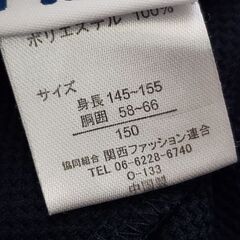 ポリエステル 100%
サイズ
身長 145~155
胴囲 58~66
150
協同組合 関西ファッション連合
TEL 06-6228-6740
O-133
中国製